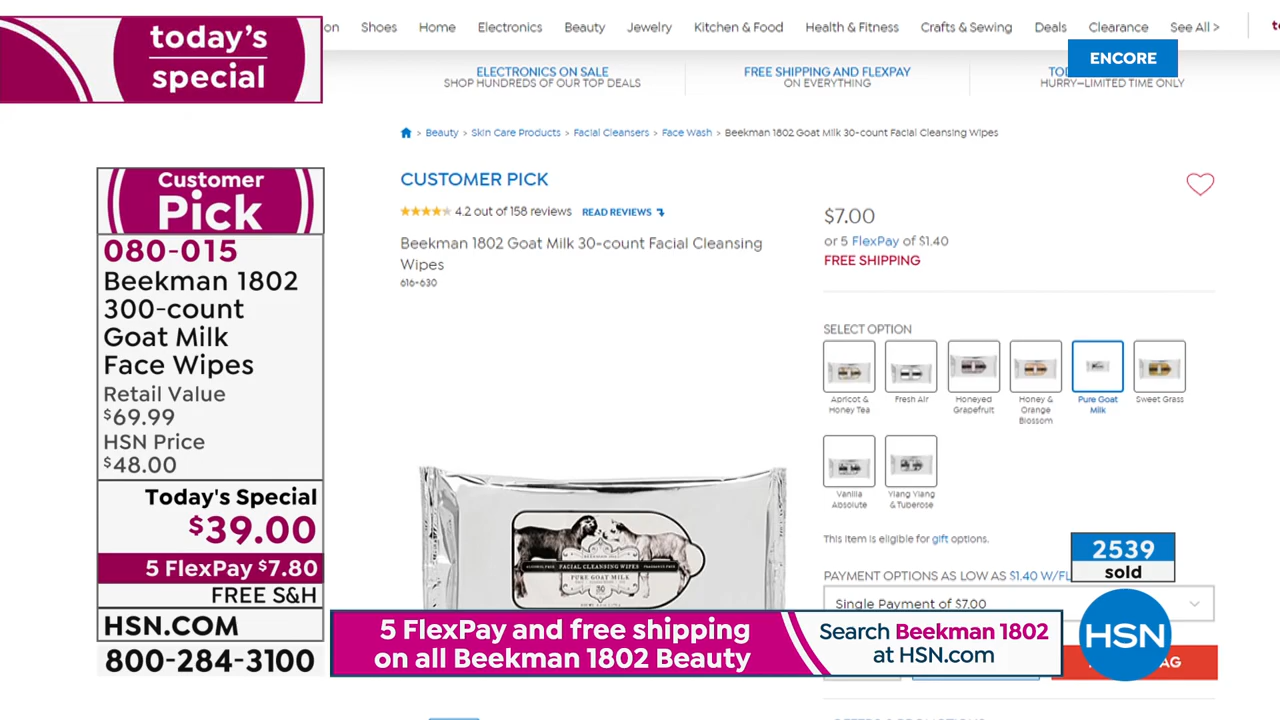 today's
special
on Shoes Home Electronics Beauty Jewelry Kitchen & Food Health & Fitness Crafts & Sewing Deals Clearance See All >
ENCORE
ELECTRONICS ON SALE
SHOP HUNDREDS OF OUR TOP DEALS
FREE SHIPPING AND FLEXPAY
ON EVERYTHING
HURRY—LIMITED TIME ONLY
> Beauty > Skin Care Products > Facial Cleansers > Face Wash > Beekman 1802 Goat Milk 30-count Facial Cleansing Wipes
Customer
Pick
080-015
Beekman 1802
300-count
Goat Milk
Face Wipes
Retail Value
$69.99
HSN Price
$48.00
Today's Special
$39.00
5 FlexPay $7.80
FREE S&H
HSN.COM
800-284-3100
CUSTOMER PICK
4.2 out of 158 reviews READ REVIEWS
Beekman 1802 Goat Milk 30-count Facial Cleansing
Wipes
616-630
$7.00
or 5 FlexPay of $1.40
FREE SHIPPING
SELECT OPTION
Apricot &
Honey Tea
Fresh Air
Honeyed
Grapefruit
Honey &
Orange
Blossom
Pure Goat
Milk
Sweet Grass
Vanilla
Absolute
Ylang Ylang
& Tuberose
This item is eligible for gift options.
PAYMENT OPTIONS AS LOW AS $1.40 W/FL
Single Payment of $7.00
2539
sold
FACIAL CLEANSING WIPES
PURE GOAT MILK
30
5 FlexPay and free shipping
on all Beekman 1802 Beauty
Search Beekman 1802
at HSN.com
HSN
AG